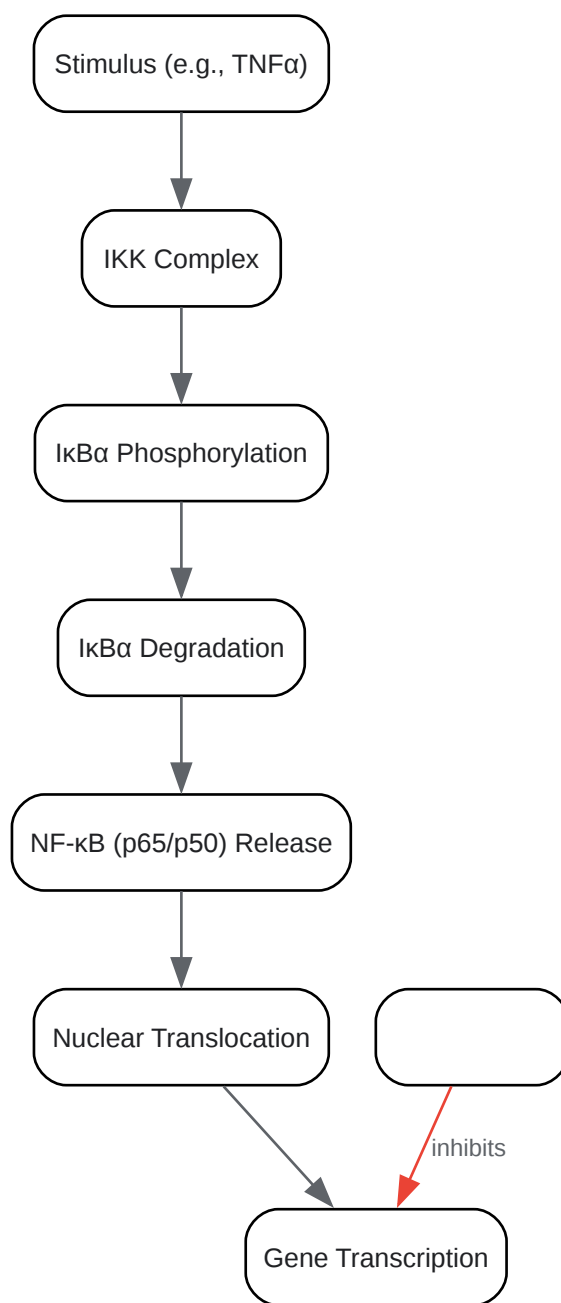 Stimulus (e.g., TNFα)
IKK Complex
IκBα Phosphorylation
IκBα Degradation
NF-κB (p65/p50) Release
Nuclear Translocation
inhibits
Gene Transcription